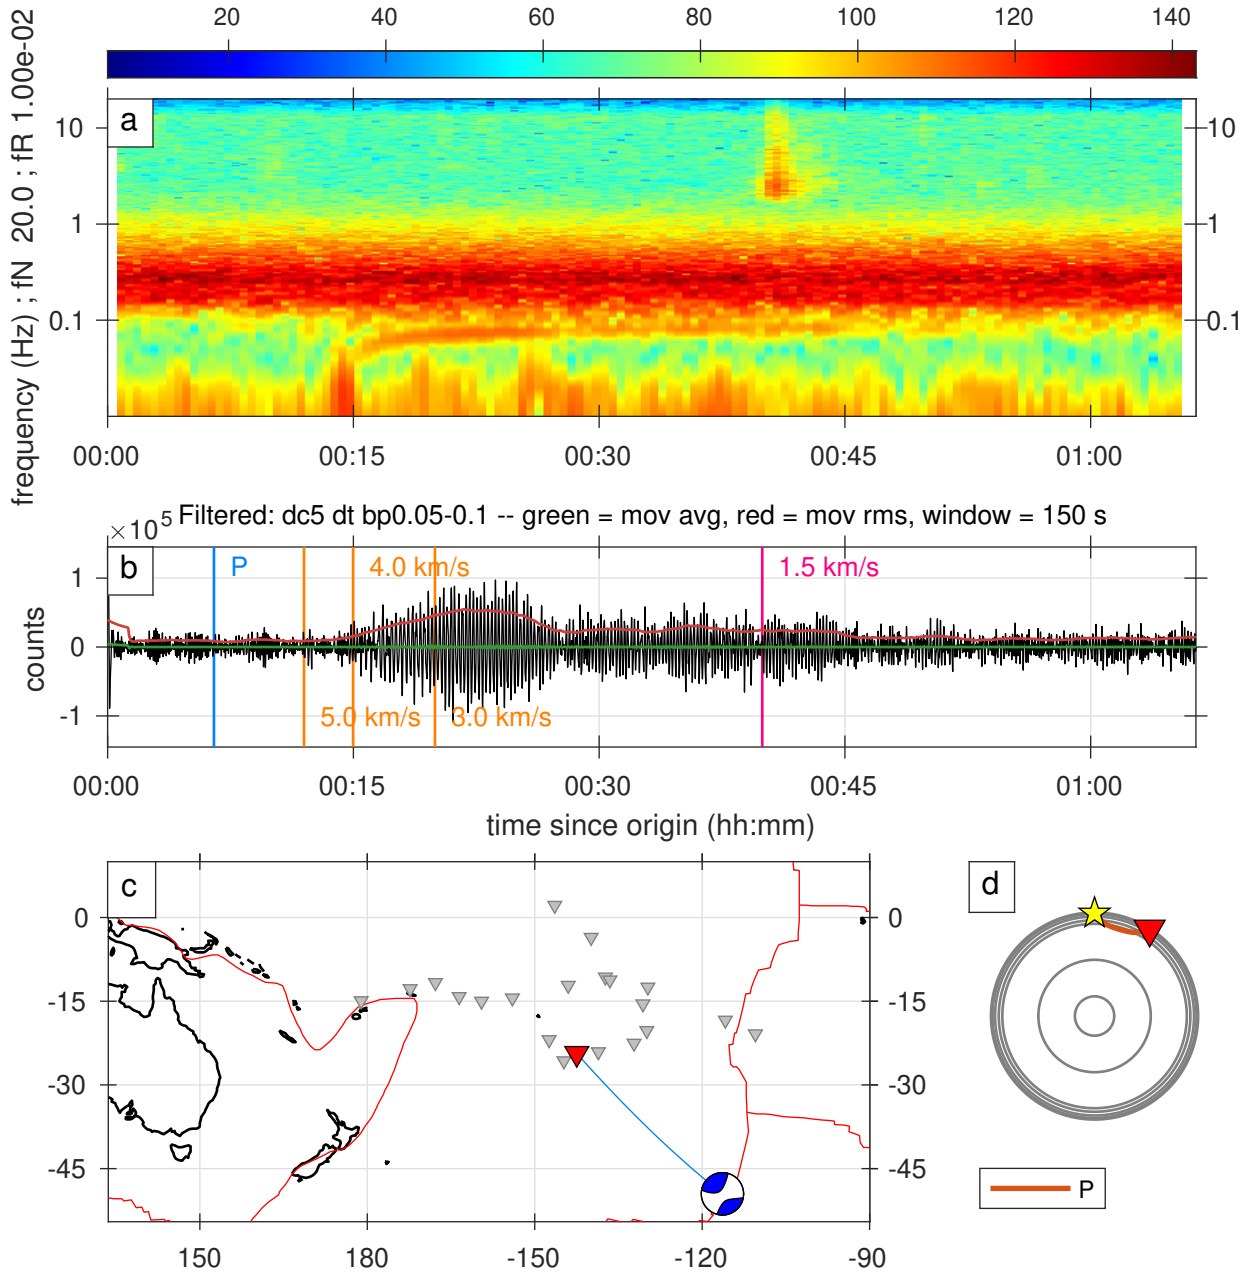 20 40 60 80 100 120 140
frequency (Hz) ; fN 20.0 ; fR 1.00e-02
a
10 10
1 1
0.1 0.1
00:00 00:15 00:30 00:45 01:00
×10 5 Filtered: dc5 dt bp0.05-0.1 -- green = mov avg, red = mov rms, window = 150 s
b
P 4.0 km/s 1.5 km/s
counts
1
0
-1
5.0 km/s 3.0 km/s
00:00 00:15 00:30 00:45 01:00
time since origin (hh:mm)
c
d
0 0
-15 -15
-30 -30
-45 -45
150 180 -150 -120 -90
P